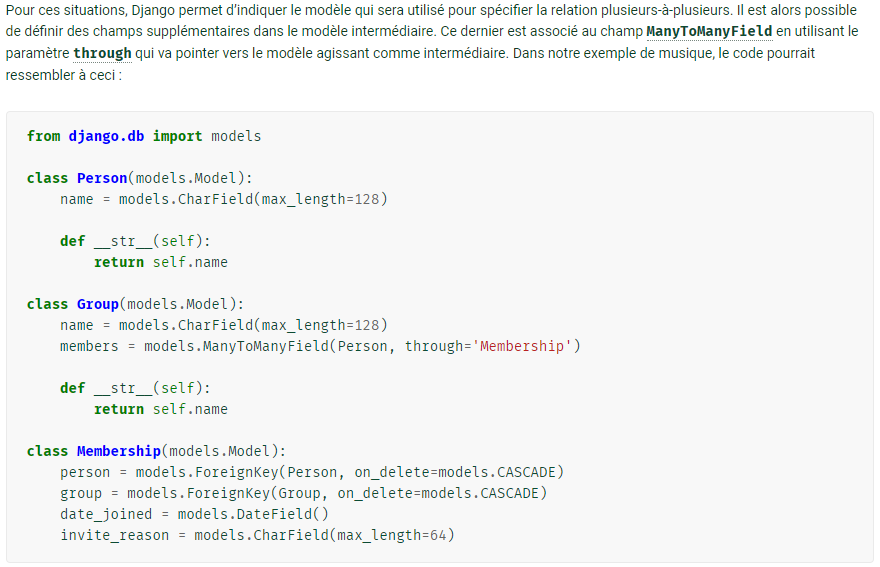 Pour ces situations, Django permet d’indiquer le modèle qui sera utilisé pour spécifier la relation plusieurs-à-plusieurs. Il est alors possible
de définir des champs supplémentaires dans le modèle intermédiaire. Ce dernier est associé au champ ManyToManyField en utilisant le
paramètre through qui va pointer vers le modèle agissant comme intermédiaire. Dans notre exemple de musique, le code pourrait
ressembler à ceci :
from django.db import models
class Person(models.Model):
    name = models.CharField(max_length=128)
    def __str__(self):
        return self.name
class Group(models.Model):
    name = models.CharField(max_length=128)
    members = models.ManyToManyField(Person, through='Membership')
    def __str__(self):
        return self.name
class Membership(models.Model):
    person = models.ForeignKey(Person, on_delete=models.CASCADE)
    group = models.ForeignKey(Group, on_delete=models.CASCADE)
    date_joined = models.DateField()
    invite_reason = models.CharField(max_length=64)